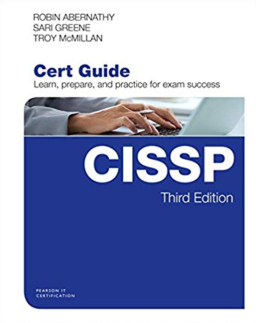 ROBIN ABERNATHY
SARI GREENE
TROY McMILLAN
Cert Guide
Learn, prepare, and practice for exam success
CISSP
Third Edition
PEARSON IT
CERTIFICATION